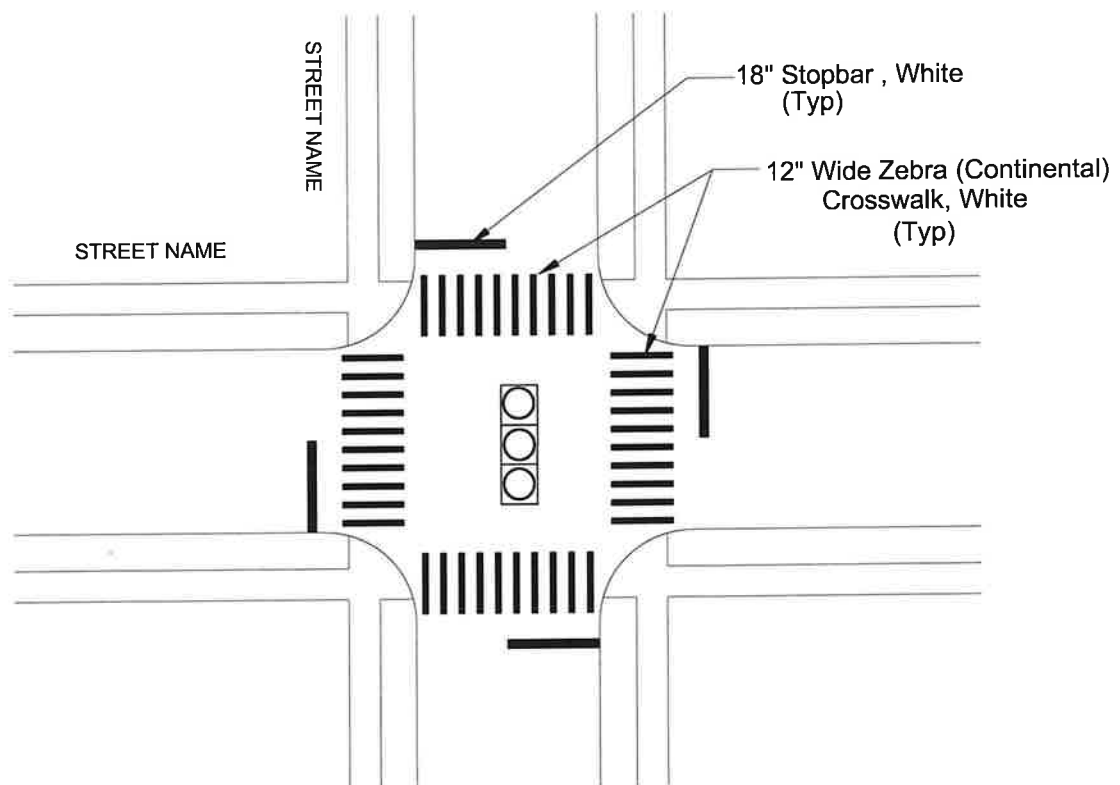 STREET NAME
STREET NAME
18" Stopbar , White
(Typ)
12" Wide Zebra (Continental)
Crosswalk, White
(Typ)